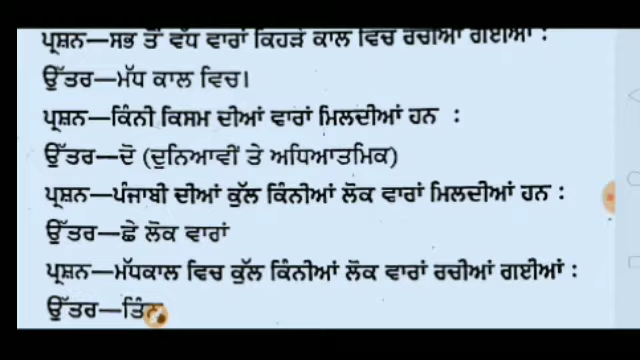 ਪ੍ਰਸ਼ਨ—ਸਭ ਤੋਂ ਵੱਧ ਵਾਰਾਂ ਕਿਹੜੇ ਕਾਲ ਵਿਚ ਰਚੀਆਂ ਗਈਆਂ :
ਉੱਤਰ—ਮੱਧ ਕਾਲ ਵਿਚ।
ਪ੍ਰਸ਼ਨ—ਕਿੰਨੀ ਕਿਸਮ ਦੀਆਂ ਵਾਰਾਂ ਮਿਲਦੀਆਂ ਹਨ :
ਉੱਤਰ—ਦੋ (ਦੁਨਿਆਵੀਂ ਤੇ ਅਧਿਆਤਮਿਕ)
ਪ੍ਰਸ਼ਨ—ਪੰਜਾਬੀ ਦੀਆਂ ਕੁੱਲ ਕਿੰਨੀਆਂ ਲੋਕ ਵਾਰਾਂ ਮਿਲਦੀਆਂ ਹਨ :
ਉੱਤਰ—ਛੇ ਲੋਕ ਵਾਰਾਂ
ਪ੍ਰਸ਼ਨ—ਮੱਧਕਾਲ ਵਿਚ ਕੁੱਲ ਕਿੰਨੀਆਂ ਲੋਕ ਵਾਰਾਂ ਰਚੀਆਂ ਗਈਆਂ :
ਉੱਤਰ—ਤਿੰਨ